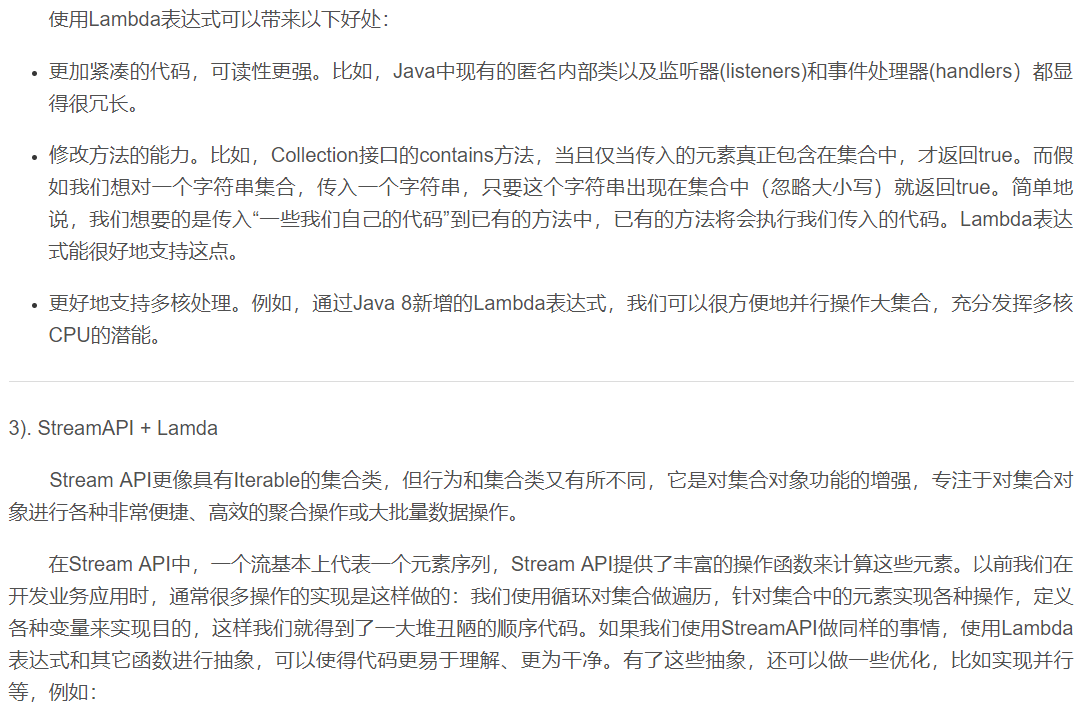 使用Lambda表达式可以带来以下好处：
• 更加紧凑的代码，可读性更强。比如，Java中现有的匿名内部类以及监听器(listeners)和事件处理器(handlers）都显
得很冗长。
• 修改方法的能力。比如，Collection接口的contains方法，当且仅当传入的元素真正包含在集合中，才返回true。而假
如我们想对一个字符串集合，传入一个字符串，只要这个字符串出现在集合中（忽略大小写）就返回true。简单地
说，我们想要的是传入“一些我们自己的代码”到已有的方法中，已有的方法将会执行我们传入的代码。Lambda表达
式能很好地支持这点。
• 更好地支持多核处理。例如，通过Java 8新增的Lambda表达式，我们可以很方便地并行操作大集合，充分发挥多核
CPU的潜能。
3). StreamAPI + Lamda
Stream API更像具有Iterable的集合类，但行为和集合类又有所不同，它是对集合对象功能的增强，专注于对集合对
象进行各种非常便捷、高效的聚合操作或大批量数据操作。
在Stream API中，一个流基本上代表一个元素序列，Stream API提供了丰富的操作函数来计算这些元素。以前我们在
开发业务应用时，通常很多操作的实现是这样做的：我们使用循环对集合做遍历，针对集合中的元素实现各种操作，定义
各种变量来实现目的，这样我们就得到了一大堆丑陋的顺序代码。如果我们使用StreamAPI做同样的事情，使用Lambda
表达式和其它函数进行抽象，可以使得代码更易于理解、更为干净。有了这些抽象，还可以做一些优化，比如实现并行
等，例如：